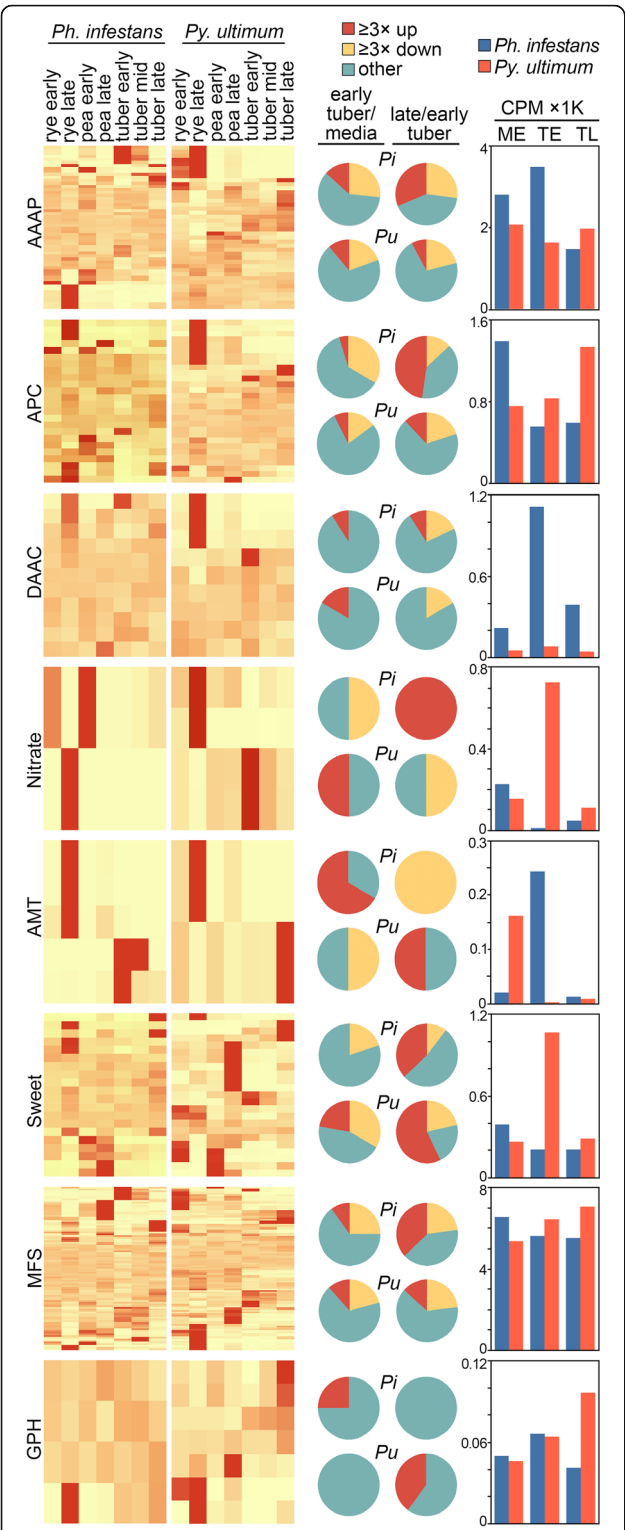 Ph. infestans Py. ultimum
rye early
rye late
pea early
pea late
tuber early
tuber mid
tuber late
rye early
rye late
pea early
pea late
tuber early
tuber mid
tuber late
≥3× up
≥3× down
other
Ph. infestans
Py. ultimum
early
tuber/
media
late/early
tuber
CPM ×1K
ME TE TL
AAAP
Pi
Pu
4
2
0
APC
Pi
Pu
1.6
0.8
0
DAAC
Pi
Pu
1.2
0.6
0
Nitrate
Pi
Pu
0.8
0.4
0
AMT
Pi
Pu
0.3
0.2
0.1
0
Sweet
Pi
Pu
1.2
0.6
0
MFS
Pi
Pu
8
4
0
GPH
Pi
Pu
0.12
0.06
0